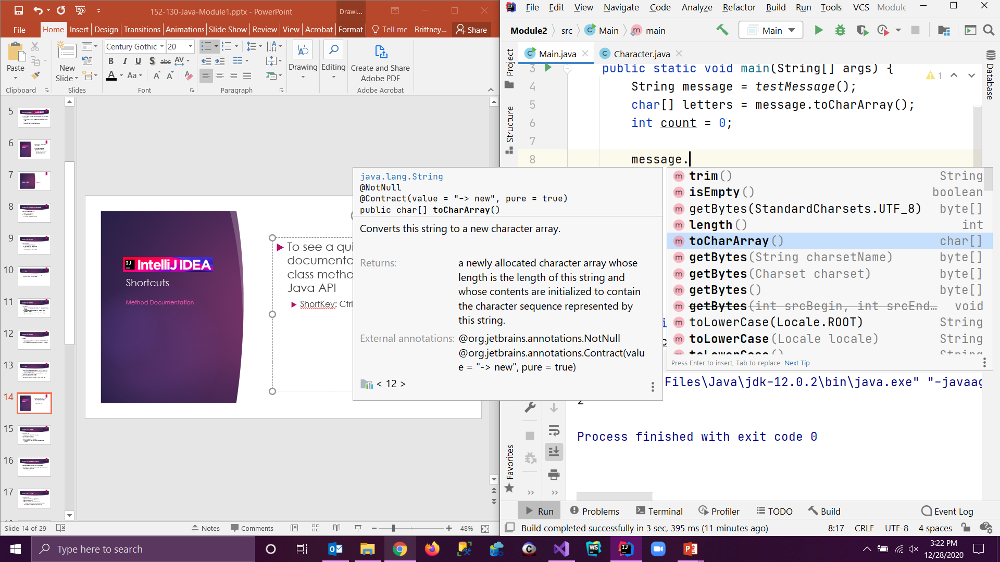 152-130-Java-Module1.pptx - PowerPoint
Drawi...
File
Home
Insert
Design
Transitions
Animations
Slide Show
Review
View
Acrobat
Format
Tell me
Brittney...
Share
Paste
Clipboard
New
Slide
Slides
Century Gothic
20
B I U S abc AV
A Aa A A
Font
Paragraph
Drawing
Editing
Create and Share
Adobe PDF
Adobe Acrobat
5
6
7
8
9
10
11
12
13
14
15
16
17
IJ IntelliJ IDEA
Shortcuts
Method Documentation
To see a qui
documenta
class metho
Java API
ShortKey: Ctrl
Slide 14 of 29
Notes
Comments
48%
File Edit View Navigate Code Analyze Refactor Build Run Tools VCS Module
Module2
src
Main
main
Main
Main.java
Character.java
Project
Structure
Favorites
Database
1
3 public static void main(String[] args) {
4 String message = testMessage();
5 char[] letters = message.toCharArray();
6 int count = 0;
7
8 message.
java.lang.String
@NotNull
@Contract(value = "-> new", pure = true)
public char[] toCharArray()
Converts this string to a new character array.
Returns: a newly allocated character array whose
length is the length of this string and
whose contents are initialized to contain
the character sequence represented by
this string.
External annotations: @org.jetbrains.annotations.NotNull
@org.jetbrains.annotations.Contract(valu
e = "-> new", pure = true)
< 12 >
trim() String
isEmpty() boolean
getBytes(StandardCharsets.UTF_8) byte[]
length() int
toCharArray() char[]
getBytes(String charsetName) byte[]
getBytes(Charset charset) byte[]
getBytes() byte[]
getBytes(int srcBegin, int srcEnd… void
toLowerCase(Locale.ROOT) String
toLowerCase(Locale locale) String
toLowerCase() String
Press Enter to insert, Tab to replace Next Tip
Files\Java\jdk-12.0.2\bin\java.exe" "-javaag
2
Process finished with exit code 0
Run
Problems
Terminal
Profiler
TODO
Build
Event Log
Build completed successfully in 3 sec, 395 ms (11 minutes ago)
8:17 CRLF UTF-8 4 spaces
Type here to search
3:22 PM
12/28/2020